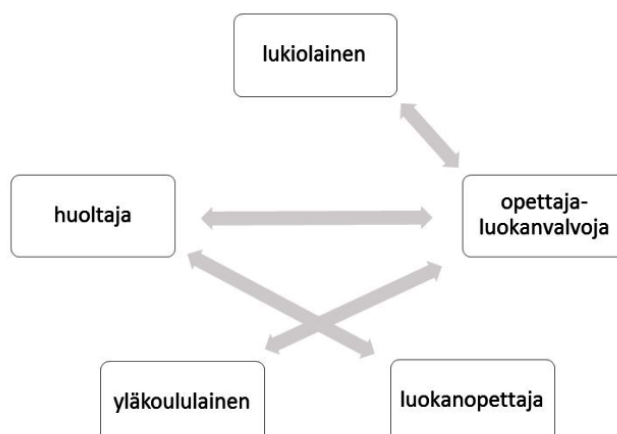 lukiolainen
huoltaja
opettaja-
luokanvalvoja
yläkoululainen
luokanopettaja